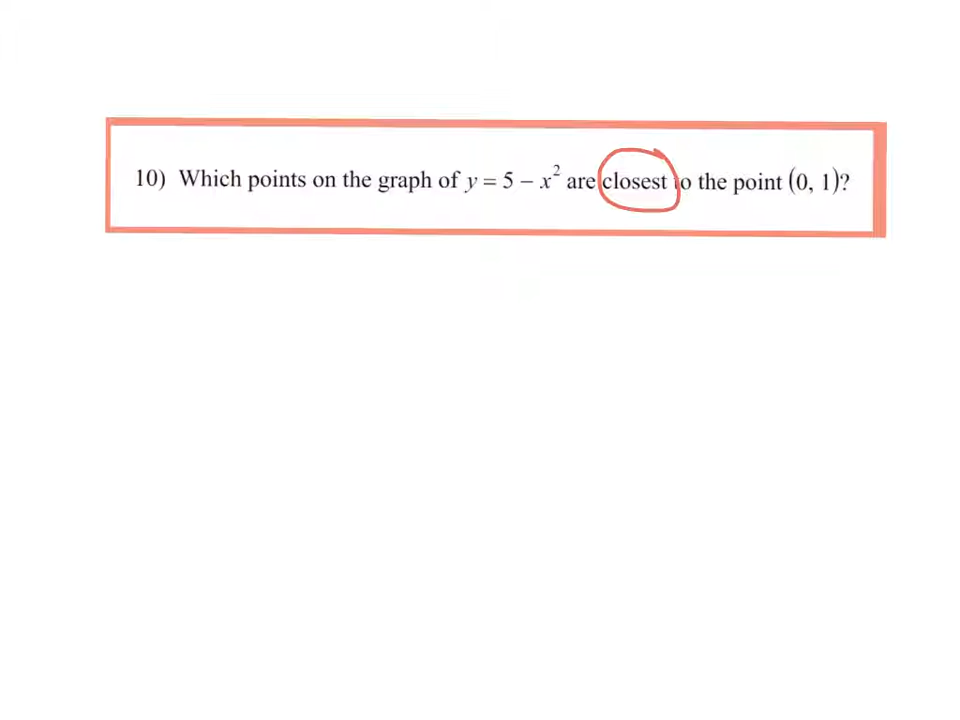 10) Which points on the graph of y = 5 − x² are closest to the point (0, 1)?